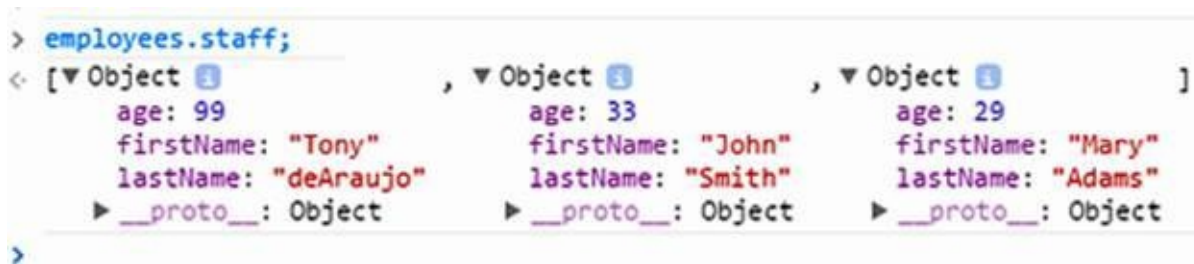 > employees.staff;
[▼ Object i , ▼ Object i , ▼ Object i ]
age: 99 age: 33 age: 29
firstName: "Tony" firstName: "John" firstName: "Mary"
lastName: "deAraujo" lastName: "Smith" lastName: "Adams"
▶ __proto__: Object ▶ __proto__: Object ▶ __proto__: Object
>